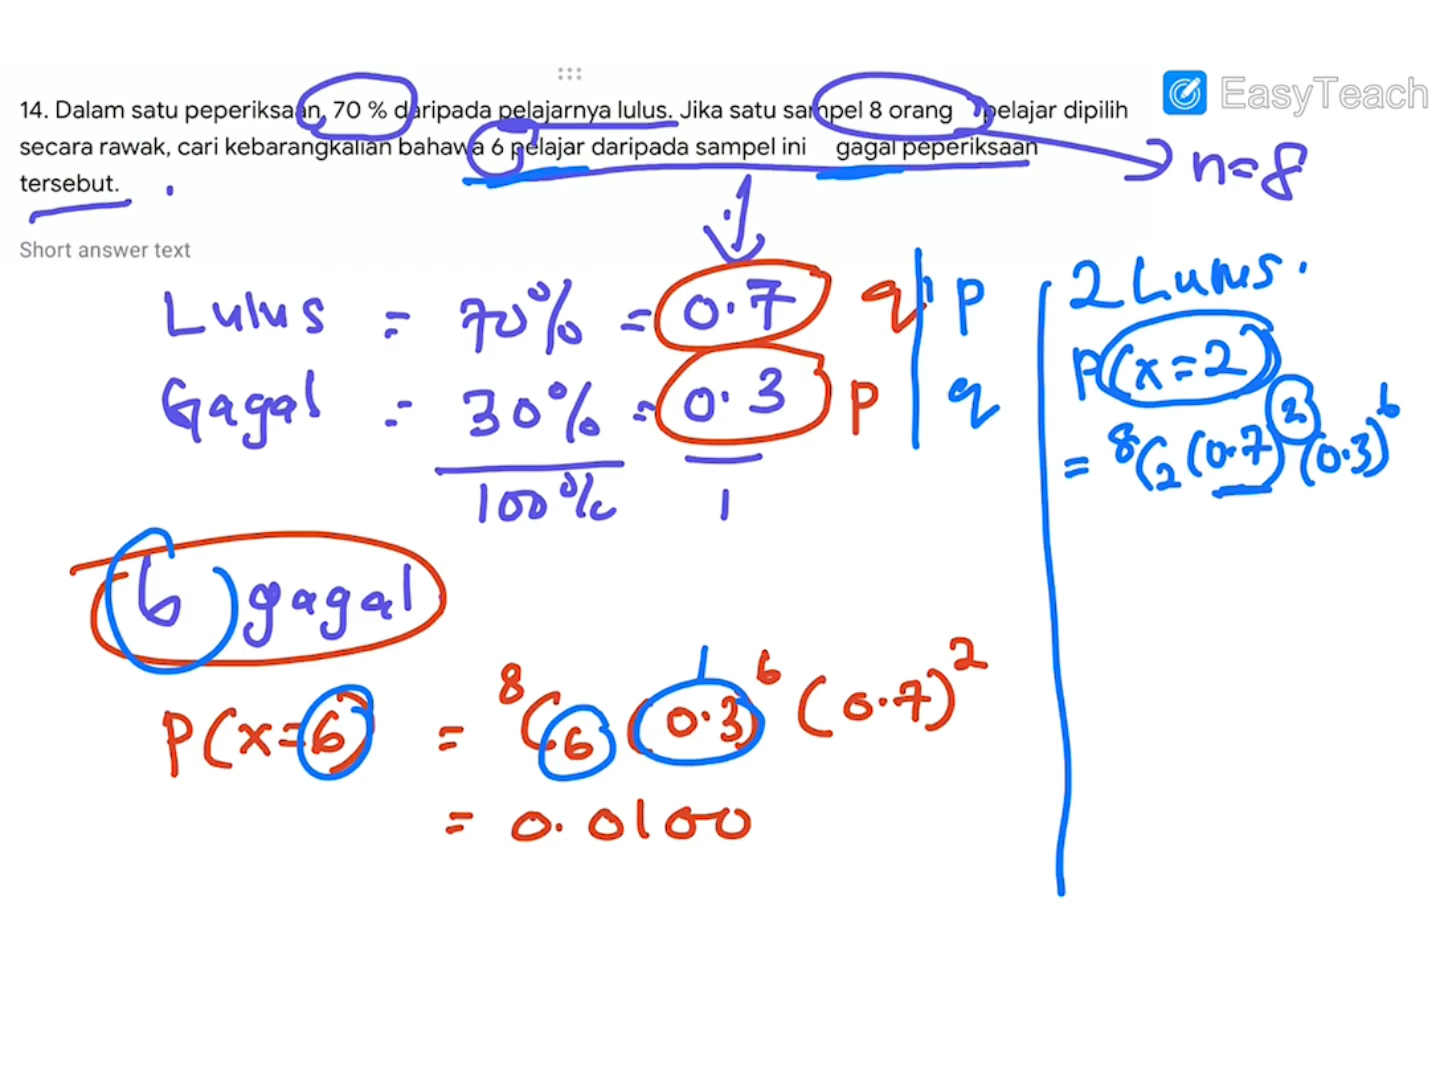 EasyTeach
14. Dalam satu peperiksaan, 70 % daripada pelajarnya lulus. Jika satu sampel 8 orang pelajar dipilih
secara rawak, cari kebarangkalian bahawa 6 pelajar daripada sampel ini gagal peperiksaan
tersebut.
n=8
Short answer text
Lulus = 70% = 0.7 q p
Gagal = 30% = 0.3 p q
100% 1
2 Lulus.
P(x=2)
= ⁸C₂ (0.7)² (0.3)⁶
6 gagal
P(x=6) = ⁸C₆ (0.3)⁶ (0.7)²
= 0.0100